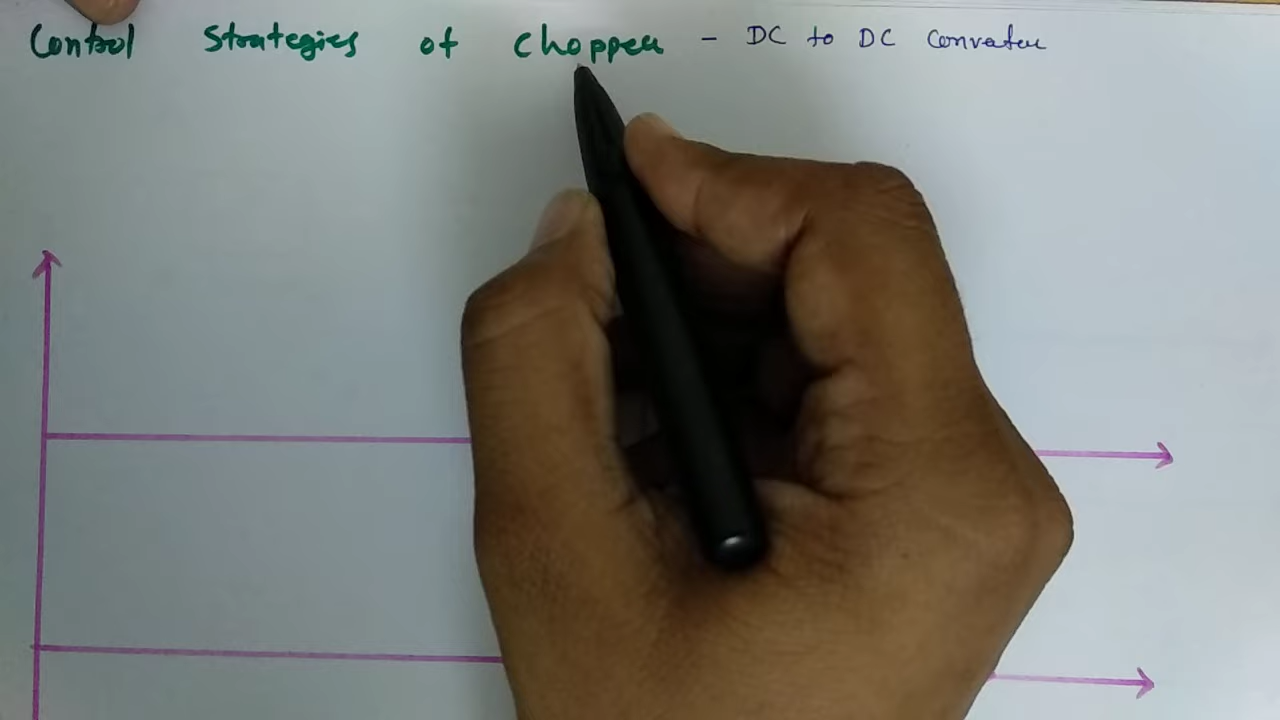 Control Strategies of Chopper - DC to DC Converter